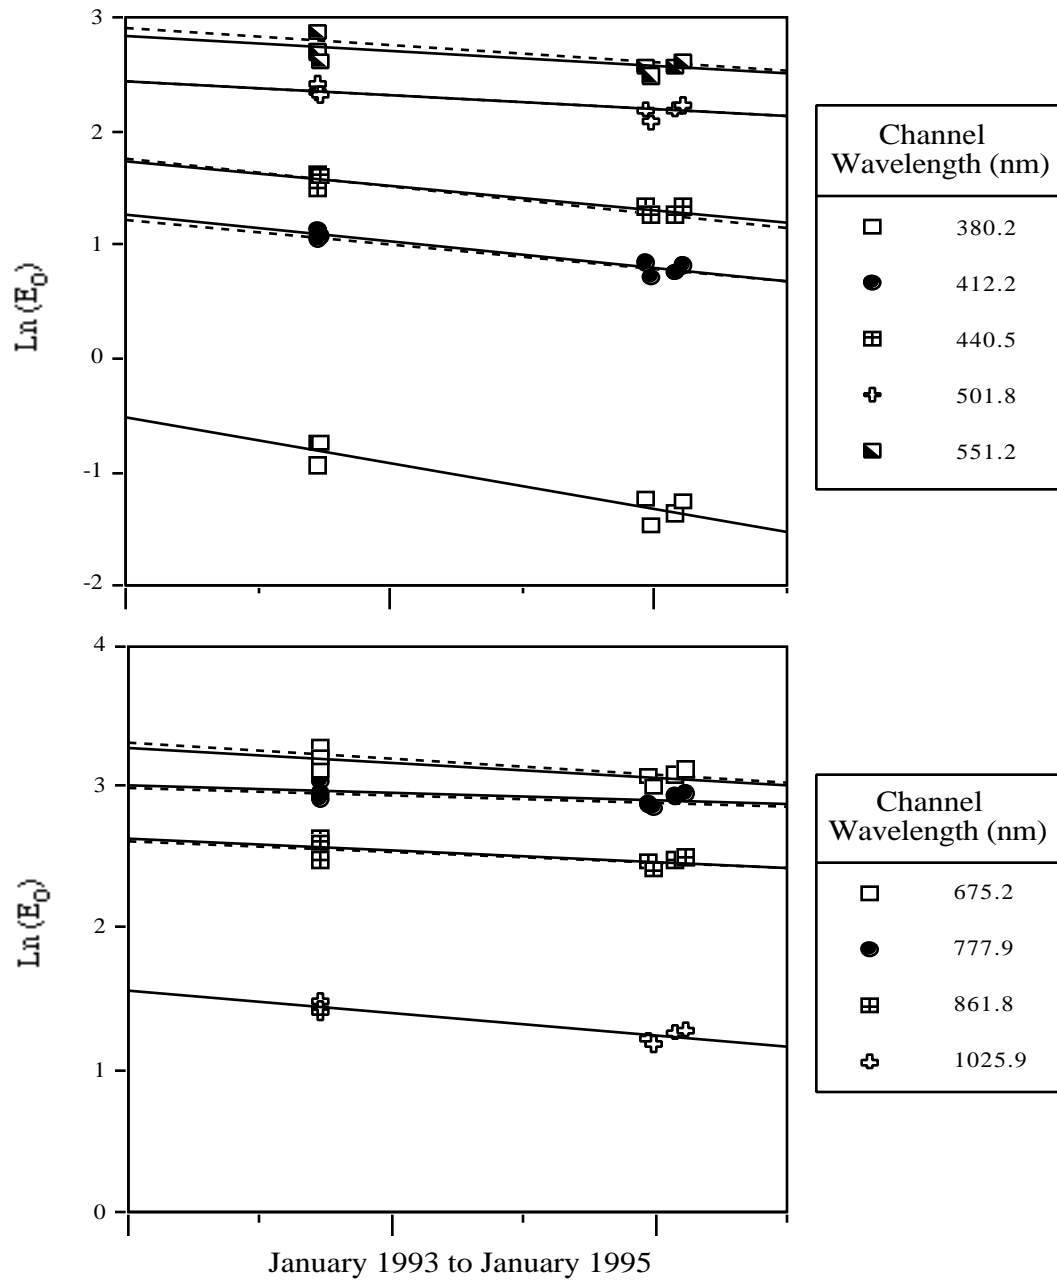 3
2
1
0
-1
-2
Ln (E0)
Channel
Wavelength (nm)
380.2
412.2
440.5
501.8
551.2
4
3
2
1
0
Ln (E0)
Channel
Wavelength (nm)
675.2
777.9
861.8
1025.9
January 1993 to January 1995